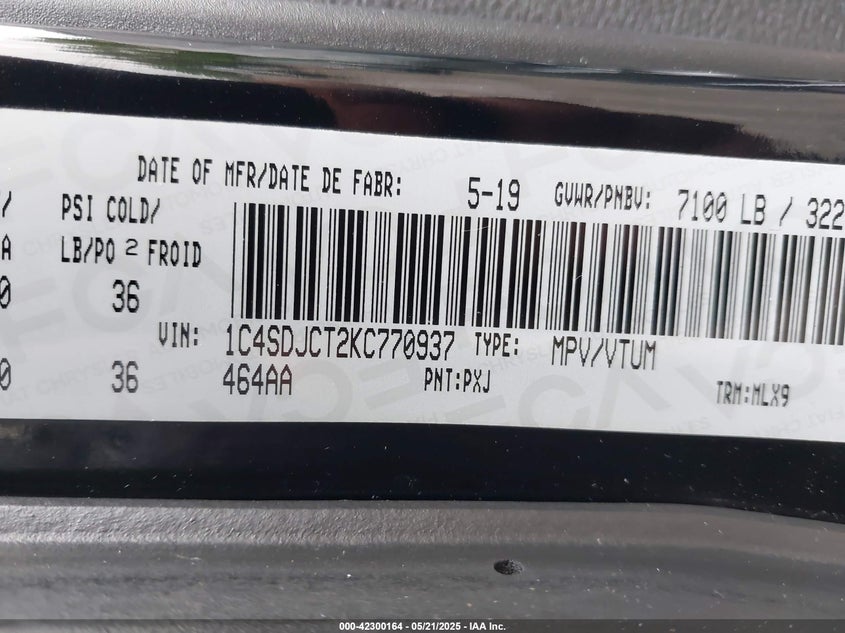 DATE OF MFR/DATE DE FABR: 5-19 GVWR/PNBV: 7100 LB / 322
/ PSI COLD/
A LB/PO 2 FROID
0 36
VIN: 1C4SDJCT2KC770937 TYPE: MPV/VTUM
0 36 464AA PNT:PXJ TRM:MLX9
000-42300164 - 05/21/2025 - IAA Inc.